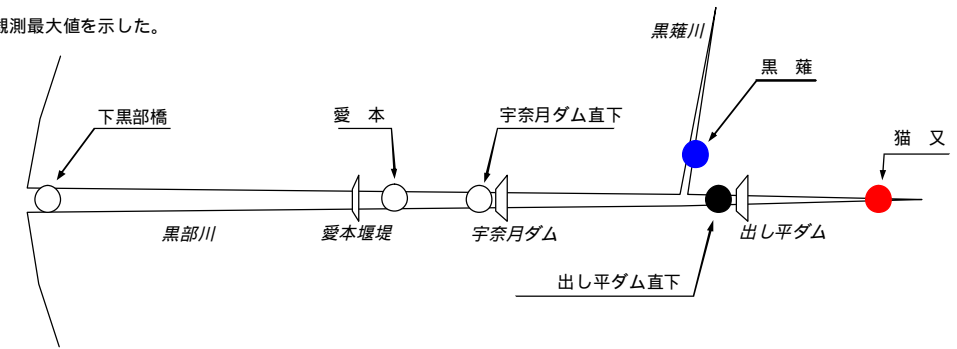 観測最大値を示した。
黒薙川
黒　薙
下黒部橋
愛　本
宇奈月ダム直下
猫　又
黒部川
愛本堰堤
宇奈月ダム
出し平ダム
出し平ダム直下